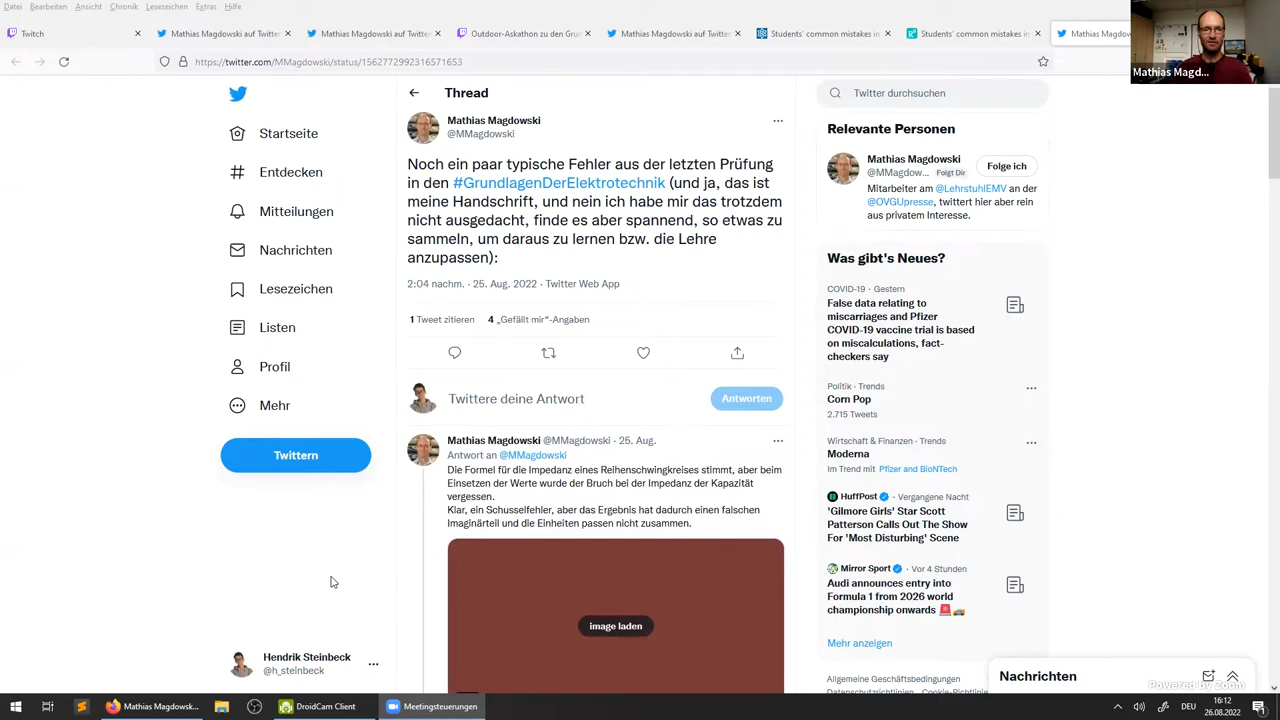 Datei Bearbeiten Ansicht Chronik Lesezeichen Extras Hilfe
Twitch
Mathias Magdowski auf Twitter
Mathias Magdowski auf Twitter
Outdoor-Askathon zu den Grun
Mathias Magdowski auf Twitter
Students' common mistakes in
Students' common mistakes in
Mathias Magdow
https://twitter.com/MMagdowski/status/1562772992316571653
Mathias Magd...
Startseite
Entdecken
Mitteilungen
Nachrichten
Lesezeichen
Listen
Profil
Mehr
Twittern
Hendrik Steinbeck
@h_steinbeck
Thread
Mathias Magdowski
@MMagdowski
Noch ein paar typische Fehler aus der letzten Prüfung
in den #GrundlagenDerElektrotechnik (und ja, das ist
meine Handschrift, und nein ich habe mir das trotzdem
nicht ausgedacht, finde es aber spannend, so etwas zu
sammeln, um daraus zu lernen bzw. die Lehre
anzupassen):
2:04 nachm. · 25. Aug. 2022 · Twitter Web App
1 Tweet zitieren 4 „Gefällt mir“-Angaben
Twittere deine Antwort
Antworten
Mathias Magdowski @MMagdowski · 25. Aug.
Antwort an @MMagdowski
Die Formel für die Impedanz eines Reihenschwingkreises stimmt, aber beim
Einsetzen der Werte wurde der Bruch bei der Impedanz der Kapazität
vergessen.
Klar, ein Schusselfehler, aber das Ergebnis hat dadurch einen falschen
Imaginärteil und die Einheiten passen nicht zusammen.
image laden
Twitter durchsuchen
Relevante Personen
Mathias Magdowski
@MMagdow... Folgt Dir
Folge ich
Mitarbeiter am @LehrstuhlEMV an der
@OVGUpresse, twittert hier aber rein
aus privatem Interesse.
Was gibt's Neues?
COVID-19 · Gestern
False data relating to
miscarriages and Pfizer
COVID-19 vaccine trial is based
on miscalculations, fact-
checkers say
Politik · Trends
Corn Pop
2.715 Tweets
Wirtschaft & Finanzen · Trends
Moderna
Im Trend mit Pfizer and BioNTech
HuffPost · Vergangene Nacht
'Gilmore Girls' Star Scott
Patterson Calls Out The Show
For 'Most Disturbing' Scene
Mirror Sport · Vor 4 Stunden
Audi announces entry into
Formula 1 from 2026 world
championship onwards 🚨🚕
Mehr anzeigen
Allgemeine Geschäftsbedingungen
Datenschutzrichtlinien Cookie-Richtlinie
Nachrichten
Powered by Zoom
Mathias Magdowsk...
DroidCam Client
Meetingsteuerungen
DEU
16:12
26.08.2022